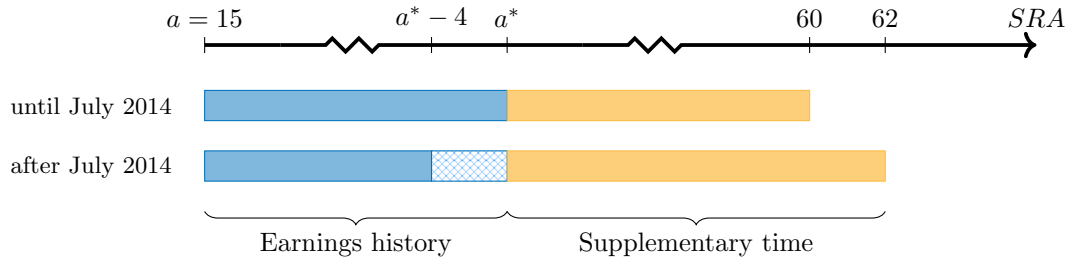 a = 15 a* − 4 a* 60 62 SRA
until July 2014
after July 2014
Earnings history Supplementary time